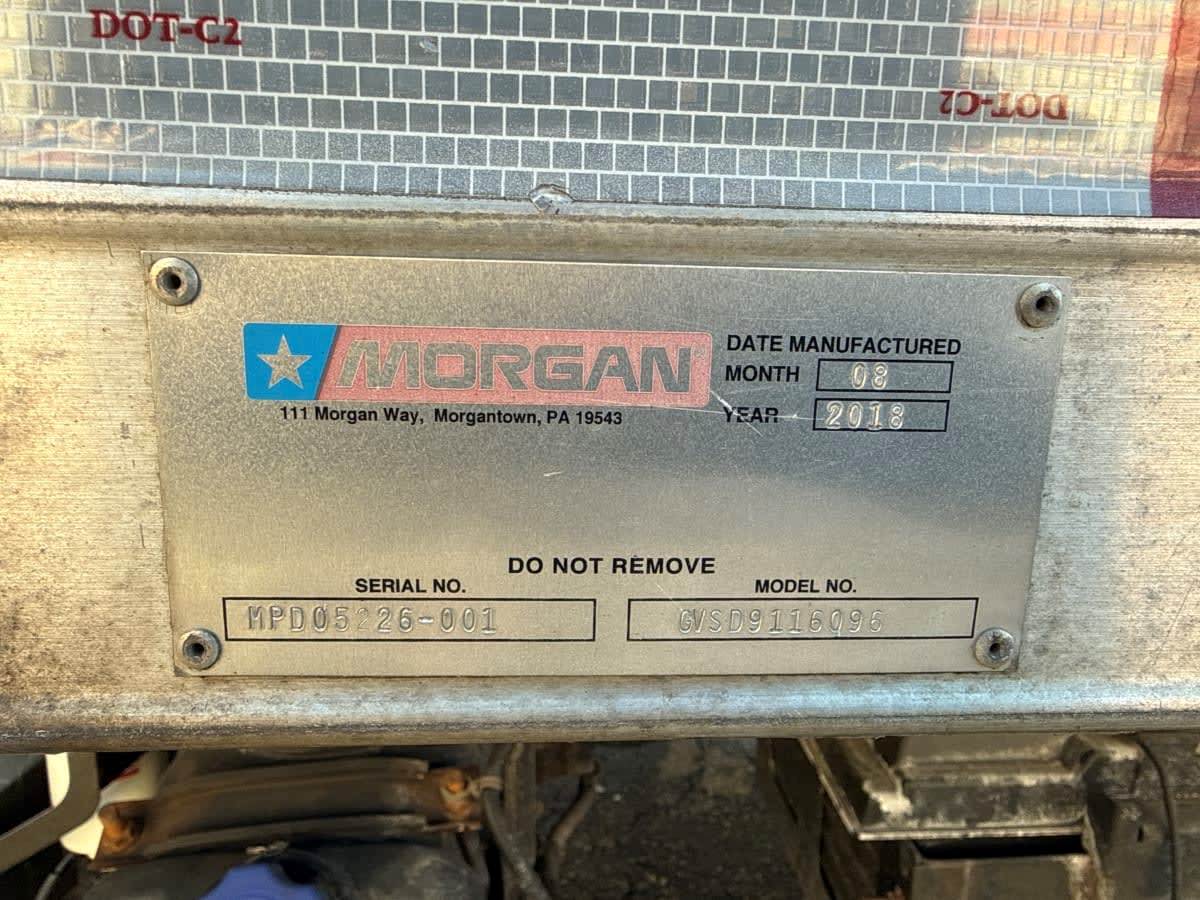 DOT-C2
DOT-C2
MORGAN
111 Morgan Way, Morgantown, PA 19543
DATE MANUFACTURED
MONTH 08
YEAR 2018
DO NOT REMOVE
SERIAL NO.
MPD05226-001
MODEL NO.
GVSD9116096